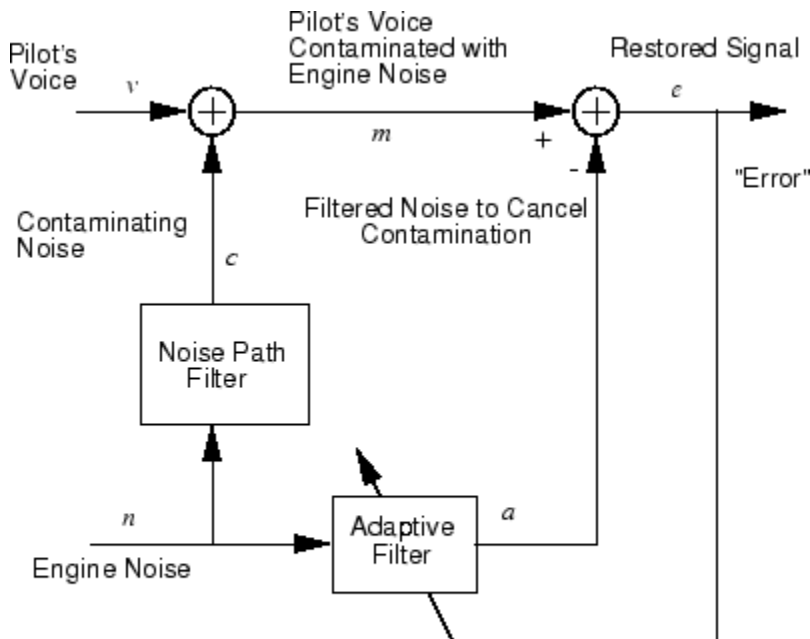 Pilot's
Voice
v
Pilot's Voice
Contaminated with
Engine Noise
Restored Signal
e
+
+
m
+
-
"Error"
Contaminating
Noise
c
Filtered Noise to Cancel
Contamination
Noise Path
Filter
n
Engine Noise
Adaptive
Filter
a